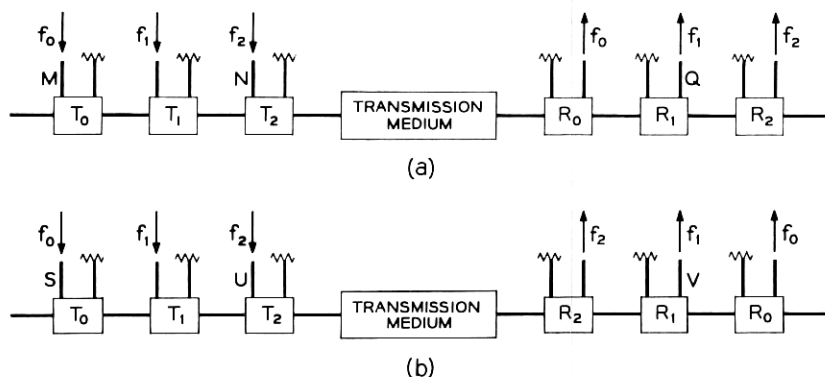 f0 f1 f2 f0 f1 f2
M N Q
T0 T1 T2 TRANSMISSION MEDIUM R0 R1 R2
(a)
f0 f1 f2 f2 f1 f0
S U V
T0 T1 T2 TRANSMISSION MEDIUM R2 R1 R0
(b)